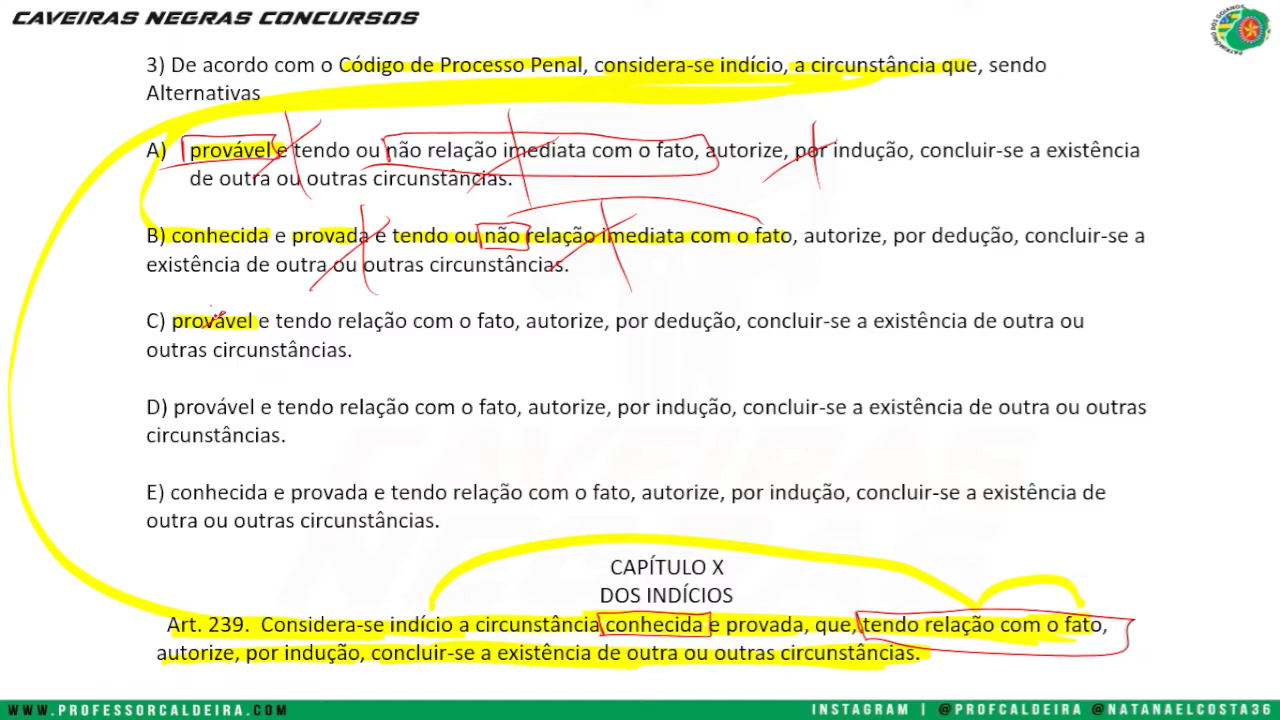 CAVEIRAS NEGRAS CONCURSOS
3) De acordo com o Código de Processo Penal, considera-se indício, a circunstância que, sendo
Alternativas
A) provável e tendo ou não relação imediata com o fato, autorize, por indução, concluir-se a existência
de outra ou outras circunstâncias.
B) conhecida e provada e tendo ou não relação imediata com o fato, autorize, por dedução, concluir-se a
existência de outra ou outras circunstâncias.
C) provável e tendo relação com o fato, autorize, por dedução, concluir-se a existência de outra ou
outras circunstâncias.
D) provável e tendo relação com o fato, autorize, por indução, concluir-se a existência de outra ou outras
circunstâncias.
E) conhecida e provada e tendo relação com o fato, autorize, por indução, concluir-se a existência de
outra ou outras circunstâncias.
CAPÍTULO X
DOS INDÍCIOS
Art. 239. Considera-se indício a circunstância conhecida e provada, que, tendo relação com o fato,
autorize, por indução, concluir-se a existência de outra ou outras circunstâncias.
WWW.PROFESSORCALDEIRA.COM INSTAGRAM | @PROFCALDEIRA @NATANAELCOSTA36